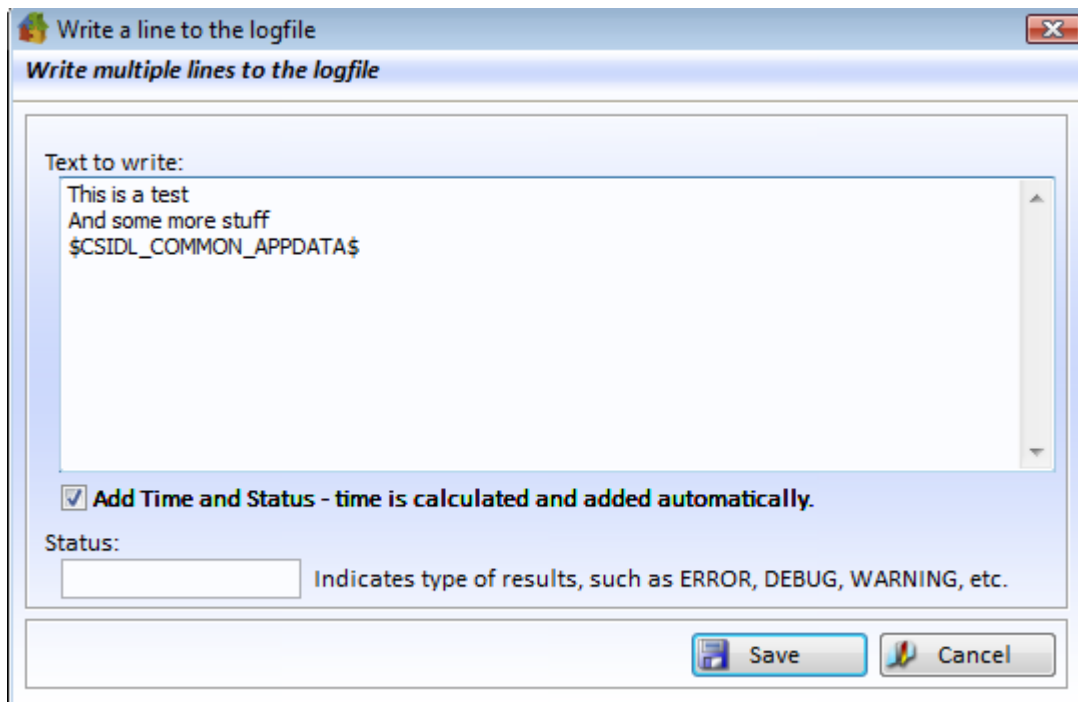 Write a line to the logfile
Write multiple lines to the logfile
Text to write:
This is a test
And some more stuff
$CSIDL_COMMON_APPDATA$
Add Time and Status - time is calculated and added automatically.
Status:
Indicates type of results, such as ERROR, DEBUG, WARNING, etc.
Save
Cancel